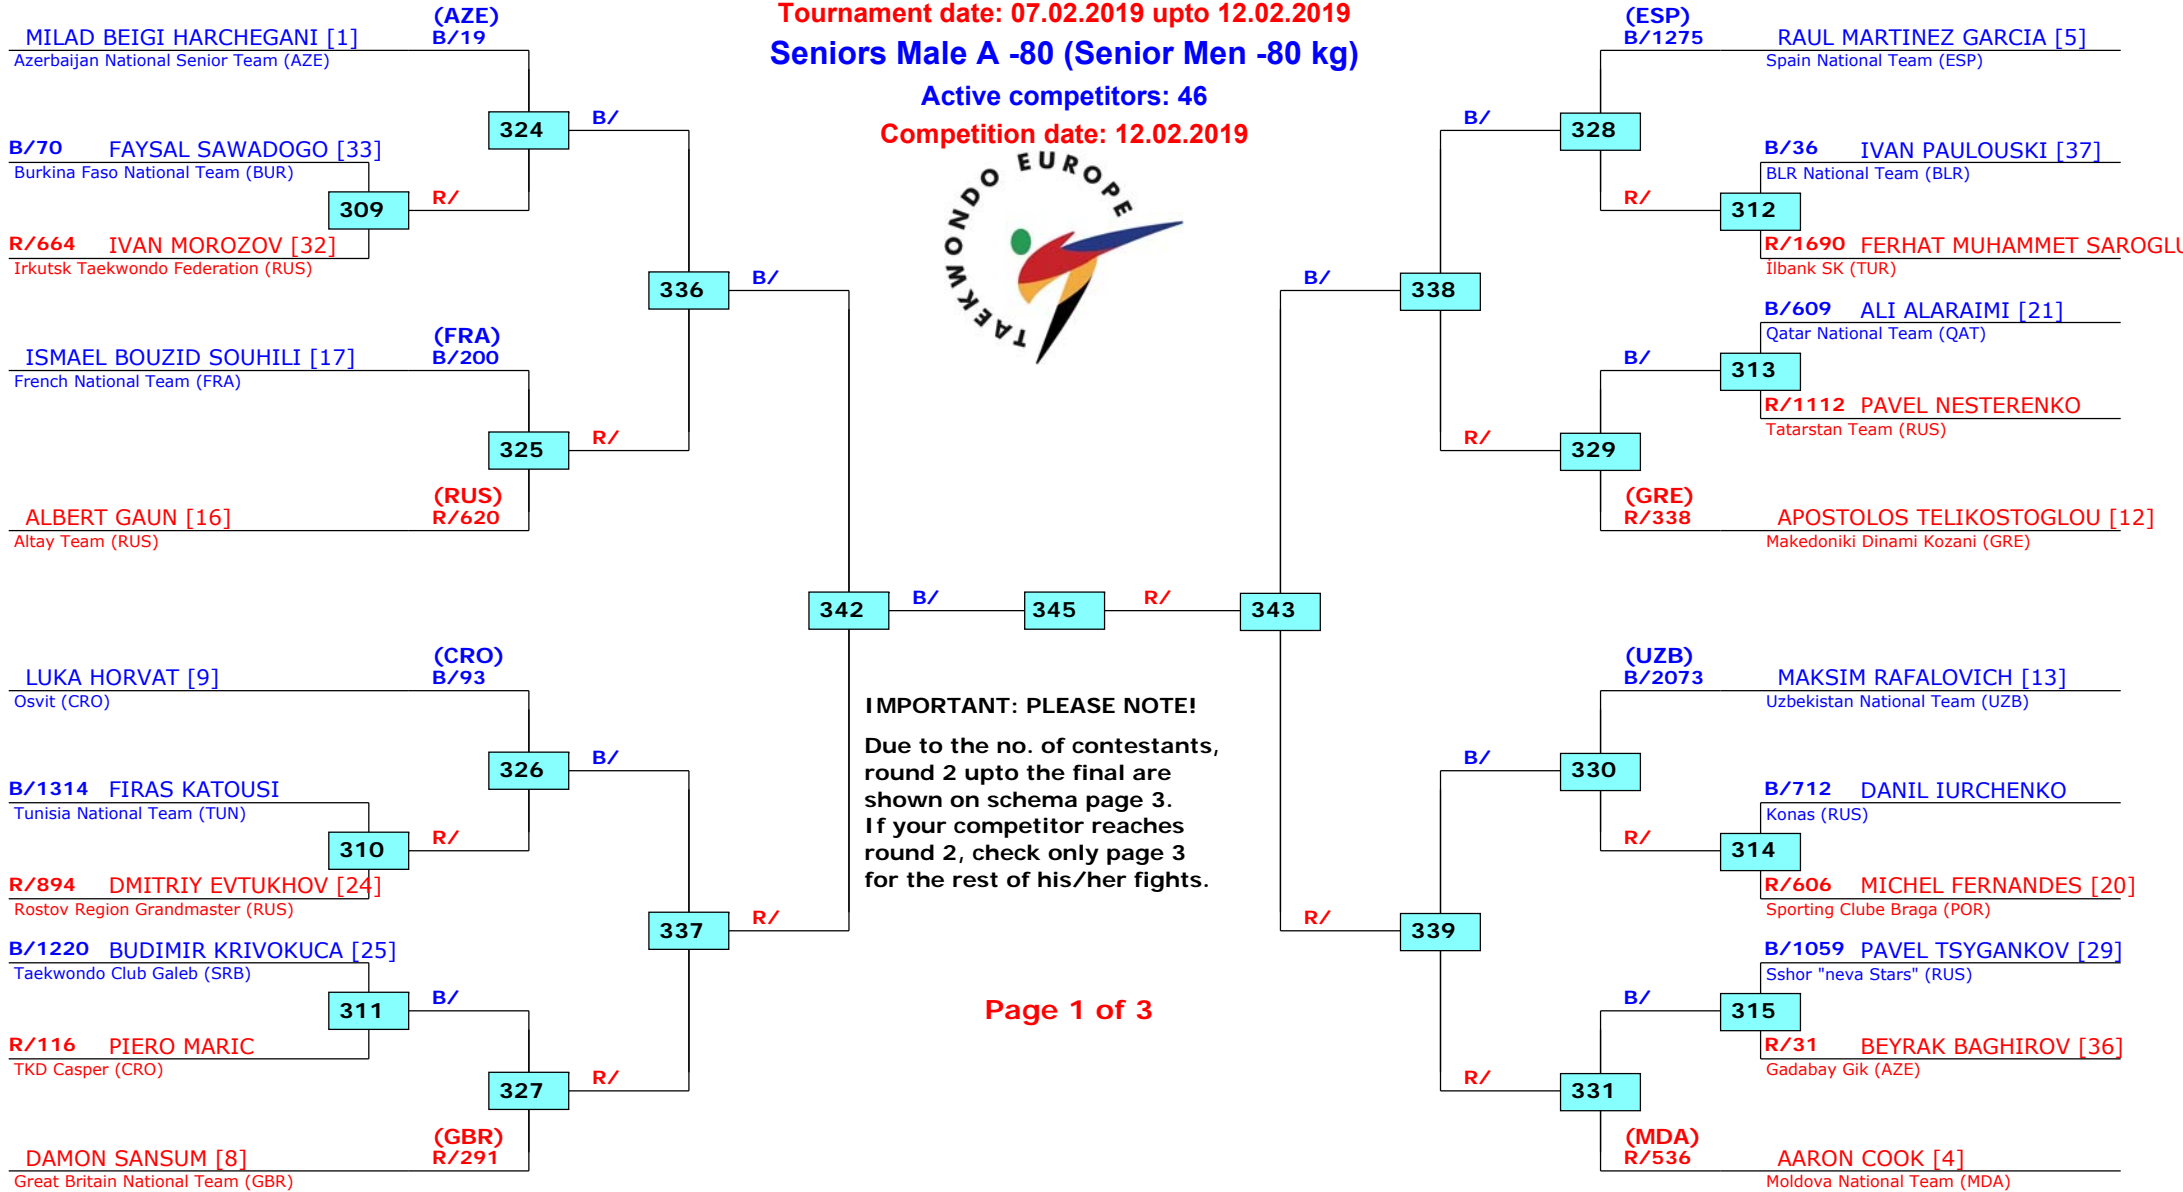 Tournament date: 07.02.2019 upto 12.02.2019
Seniors Male A -80 (Senior Men -80 kg)
Active competitors: 46
Competition date: 12.02.2019
TAEKWONDO EUROPE
(AZE)
MILAD BEIGI HARCHEGANI [1] B/19
Azerbaijan National Senior Team (AZE)
324 B/
B/70 FAYSAL SAWADOGO [33]
Burkina Faso National Team (BUR)
309 R/
R/664 IVAN MOROZOV [32]
Irkutsk Taekwondo Federation (RUS)
336 B/
(FRA)
ISMAEL BOUZID SOUHILI [17] B/200
French National Team (FRA)
325 R/
(RUS)
ALBERT GAUN [16] R/620
Altay Team (RUS)
342 B/ 345 R/ 343
(CRO)
LUKA HORVAT [9] B/93
Osvit (CRO)
326 B/
B/1314 FIRAS KATOUSI
Tunisia National Team (TUN)
310 R/
R/894 DMITRIY EVTUKHOV [24]
Rostov Region Grandmaster (RUS)
337 R/
B/1220 BUDIMIR KRIVOKUCA [25]
Taekwondo Club Galeb (SRB)
311 B/
R/116 PIERO MARIC
TKD Casper (CRO)
327 R/
(GBR)
DAMON SANSUM [8] R/291
Great Britain National Team (GBR)
IMPORTANT: PLEASE NOTE!
Due to the no. of contestants,
round 2 upto the final are
shown on schema page 3.
If your competitor reaches
round 2, check only page 3
for the rest of his/her fights.
Page 1 of 3
(ESP)
B/1275 RAUL MARTINEZ GARCIA [5]
Spain National Team (ESP)
B/ 328
B/36 IVAN PAULOUSKI [37]
BLR National Team (BLR)
R/ 312
R/1690 FERHAT MUHAMMET SAROGLU
İlbank SK (TUR)
B/ 338
B/609 ALI ALARAIMI [21]
Qatar National Team (QAT)
B/ 313
R/1112 PAVEL NESTERENKO
Tatarstan Team (RUS)
R/ 329
(GRE)
R/338 APOSTOLOS TELIKOSTOGLOU [12]
Makedoniki Dinami Kozani (GRE)
(UZB)
B/2073 MAKSIM RAFALOVICH [13]
Uzbekistan National Team (UZB)
B/ 330
B/712 DANIL IURCHENKO
Konas (RUS)
R/ 314
R/606 MICHEL FERNANDES [20]
Sporting Clube Braga (POR)
R/ 339
B/1059 PAVEL TSYGANKOV [29]
Sshor "neva Stars" (RUS)
B/ 315
R/31 BEYRAK BAGHIROV [36]
Gadabay Gik (AZE)
R/ 331
(MDA)
R/536 AARON COOK [4]
Moldova National Team (MDA)